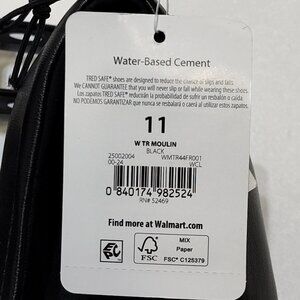 Water-Based Cement
TRED SAFE® shoes are designed to reduce the chance of slips and falls.
We CANNOT GUARANTEE that you will never slip or fall while wearing these shoes.
Los zapatos TRED SAFE® reducirán la probabilidad de sufrir un resbalón o caída
NO PODEMOS GARANTIZAR que nunca se resbalará o caerá al utilizar estos zapatos.
11
W TR MOULIN
BLACK
25002004 WMTR44FR001
00-24 WCL
0 840174 982524
RN# 52469
Find more at Walmart.com
FSC
MIX
Paper
FSC® C125379